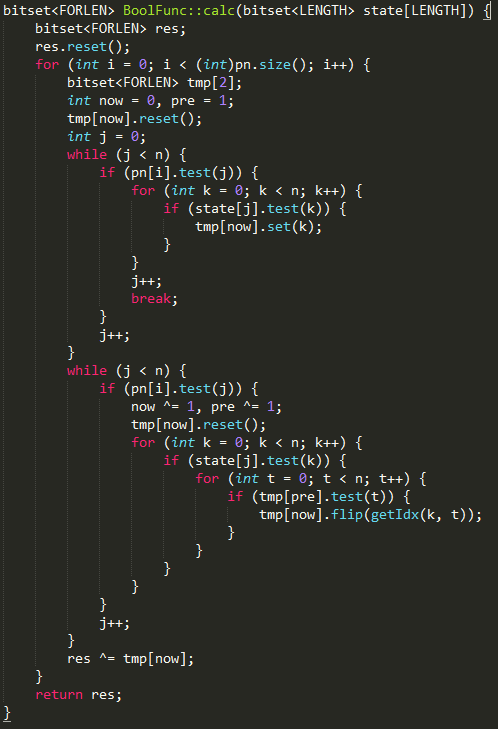 bitset<FORLEN> BoolFunc::calc(bitset<LENGTH> state[LENGTH]) {
    bitset<FORLEN> res;
    res.reset();
    for (int i = 0; i < (int)pn.size(); i++) {
        bitset<FORLEN> tmp[2];
        int now = 0, pre = 1;
        tmp[now].reset();
        int j = 0;
        while (j < n) {
            if (pn[i].test(j)) {
                for (int k = 0; k < n; k++) {
                    if (state[j].test(k)) {
                        tmp[now].set(k);
                    }
                }
                j++;
                break;
            }
            j++;
        }
        while (j < n) {
            if (pn[i].test(j)) {
                now ^= 1, pre ^= 1;
                tmp[now].reset();
                for (int k = 0; k < n; k++) {
                    if (state[j].test(k)) {
                        for (int t = 0; t < n; t++) {
                            if (tmp[pre].test(t)) {
                                tmp[now].flip(getIdx(k, t));
                            }
                        }
                    }
                }
            }
            j++;
        }
        res ^= tmp[now];
    }
    return res;
}